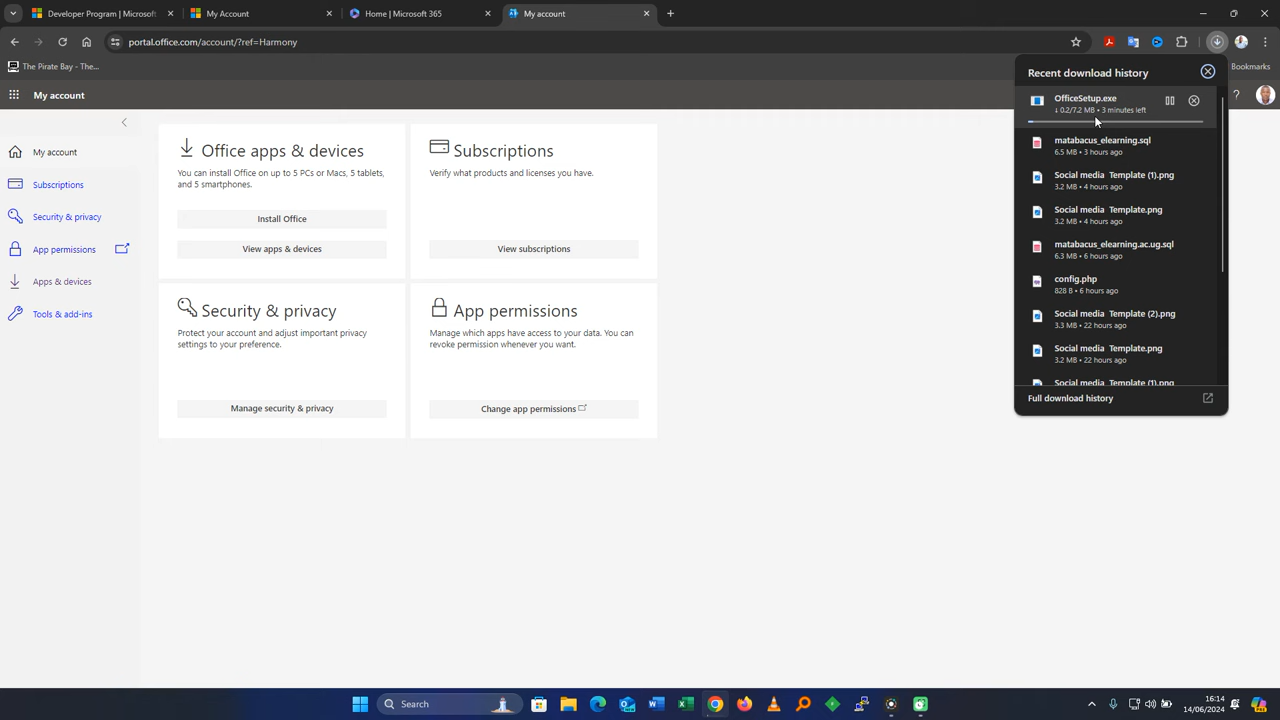 Developer Program | Microsoft
My Account
Home | Microsoft 365
My account
portal.office.com/account/?ref=Harmony
The Pirate Bay - The...
Bookmarks
My account
?
My account
Subscriptions
Security & privacy
App permissions
Apps & devices
Tools & add-ins
Office apps & devices
You can install Office on up to 5 PCs or Macs, 5 tablets,
and 5 smartphones.
Install Office
View apps & devices
Subscriptions
Verify what products and licenses you have.
View subscriptions
Security & privacy
Protect your account and adjust important privacy
settings to your preference.
Manage security & privacy
App permissions
Manage which apps have access to your data. You can
revoke permission whenever you want.
Change app permissions
Recent download history
OfficeSetup.exe
↓ 0.2/7.2 MB • 3 minutes left
matabacus_elearning.sql
6.5 MB • 3 hours ago
Social media Template (1).png
3.2 MB • 4 hours ago
Social media Template.png
3.2 MB • 4 hours ago
matabacus_elearning.ac.ug.sql
6.3 MB • 6 hours ago
config.php
828 B • 6 hours ago
Social media Template (2).png
3.3 MB • 22 hours ago
Social media Template.png
3.2 MB • 22 hours ago
Social media Template (1).png
Full download history
Search
16:14
14/06/2024